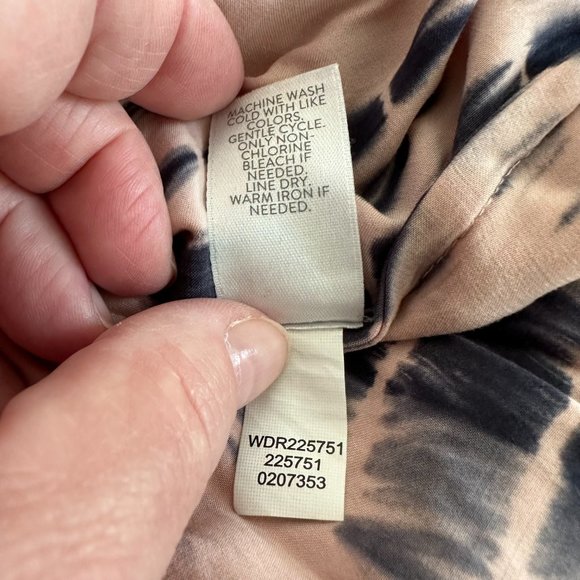 MACHINE WASH
COLD WITH LIKE
COLORS.
GENTLE CYCLE.
ONLY NON-
CHLORINE
BLEACH IF
NEEDED.
LINE DRY.
WARM IRON IF
NEEDED.
WDR225751
225751
0207353